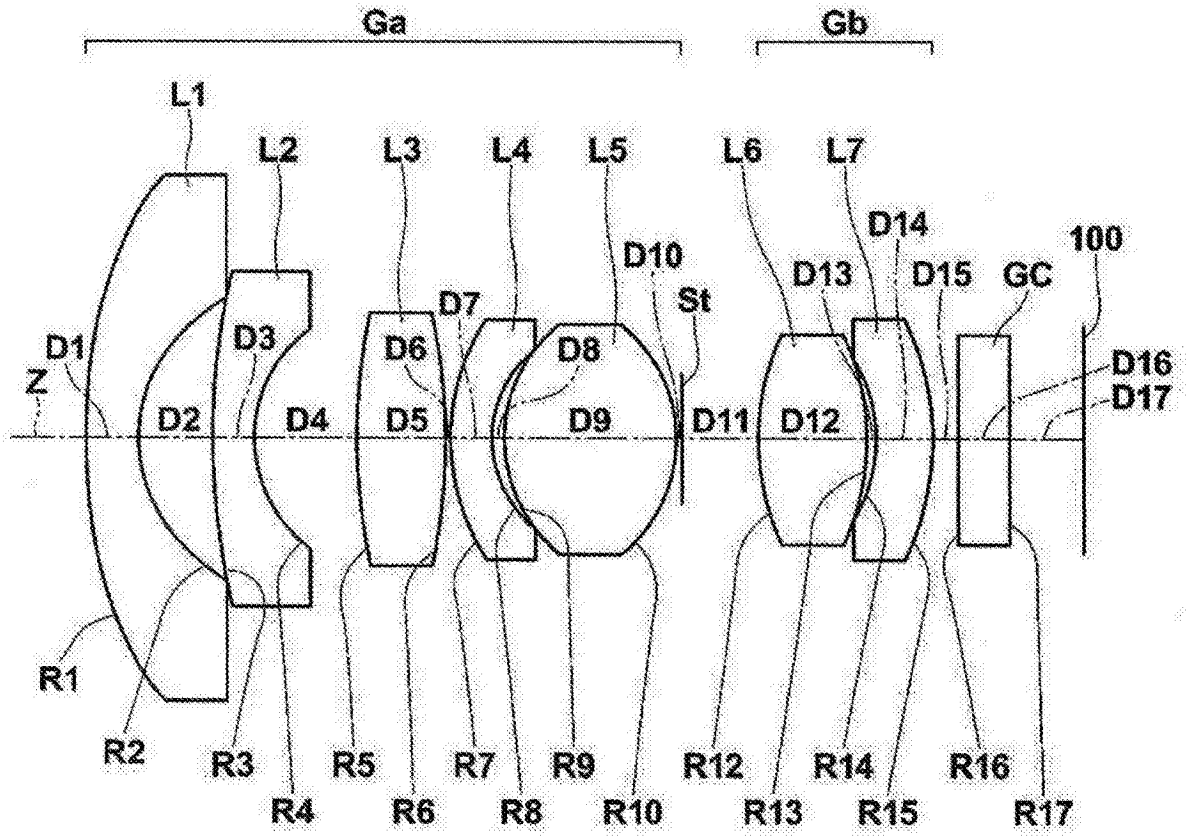 Ga Gb
L1
L2 L3 L4 L5 L6 L7
D14 100
D10 D13 D15 GC
D7 St
D1 D3 D6 D8 D16
Z D2 D4 D5 D9 D11 D12 D17
R1
R2 R3 R5 R7 R9 R12 R14 R16
R4 R6 R8 R10 R13 R15 R17